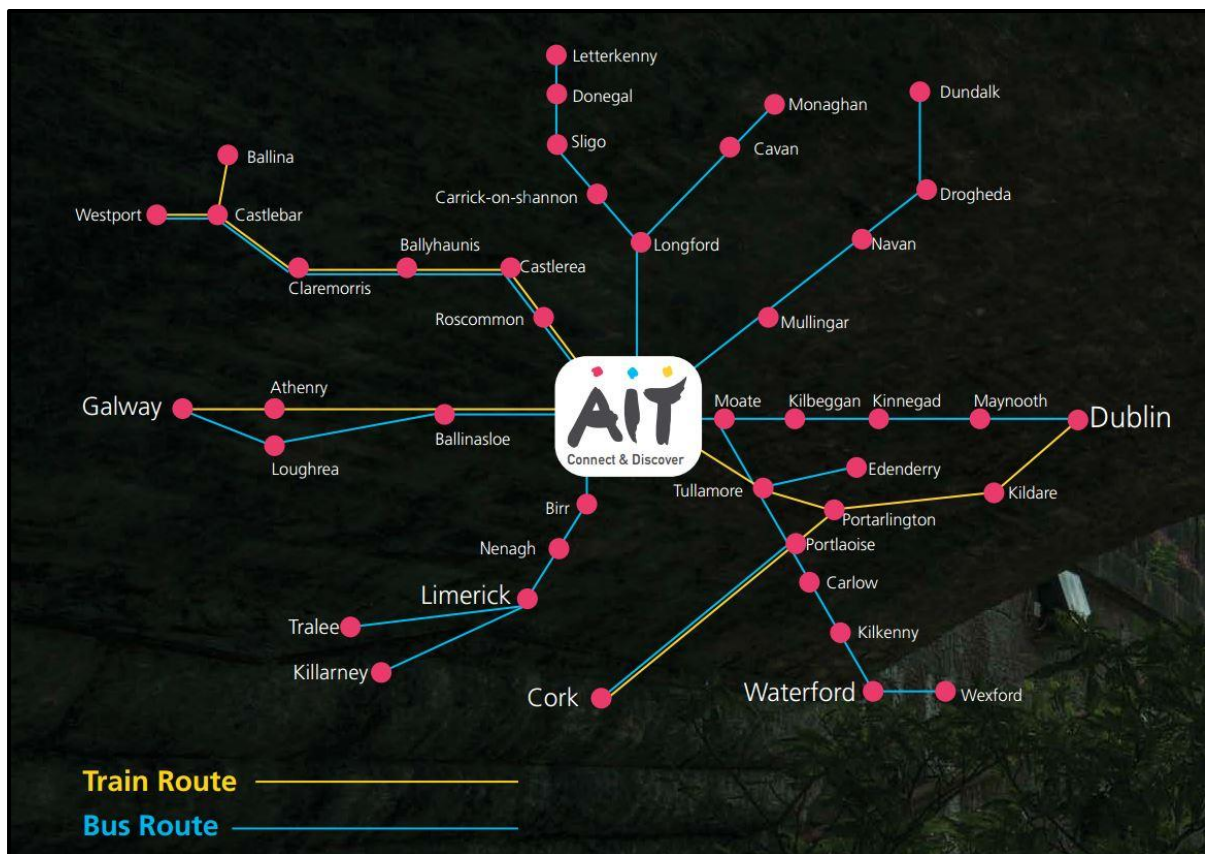 Letterkenny
Donegal
Sligo
Carrick-on-shannon
Monaghan
Cavan
Longford
Dundalk
Drogheda
Navan
Mullingar
Ballina
Westport
Castlebar
Claremorris
Ballyhaunis
Castlerea
Roscommon
Galway
Athenry
Loughrea
Ballinasloe
AIT
Connect & Discover
Moate
Kilbeggan
Kinnegad
Maynooth
Dublin
Edenderry
Tullamore
Kildare
Portarlington
Portlaoise
Carlow
Kilkenny
Waterford
Wexford
Birr
Nenagh
Limerick
Tralee
Killarney
Cork
Train Route
Bus Route